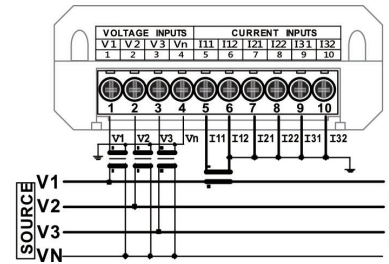 VOLTAGE INPUTS CURRENT INPUTS
V1 V2 V3 Vn I11 I12 I21 I22 I31 I32
1 2 3 4 5 6 7 8 9 10
1 2 3 4 5 6 7 8 9 10
V1 V2 V3 Vn I11 I12 I21 I22 I31 I32
SOURCE
V1
V2
V3
VN